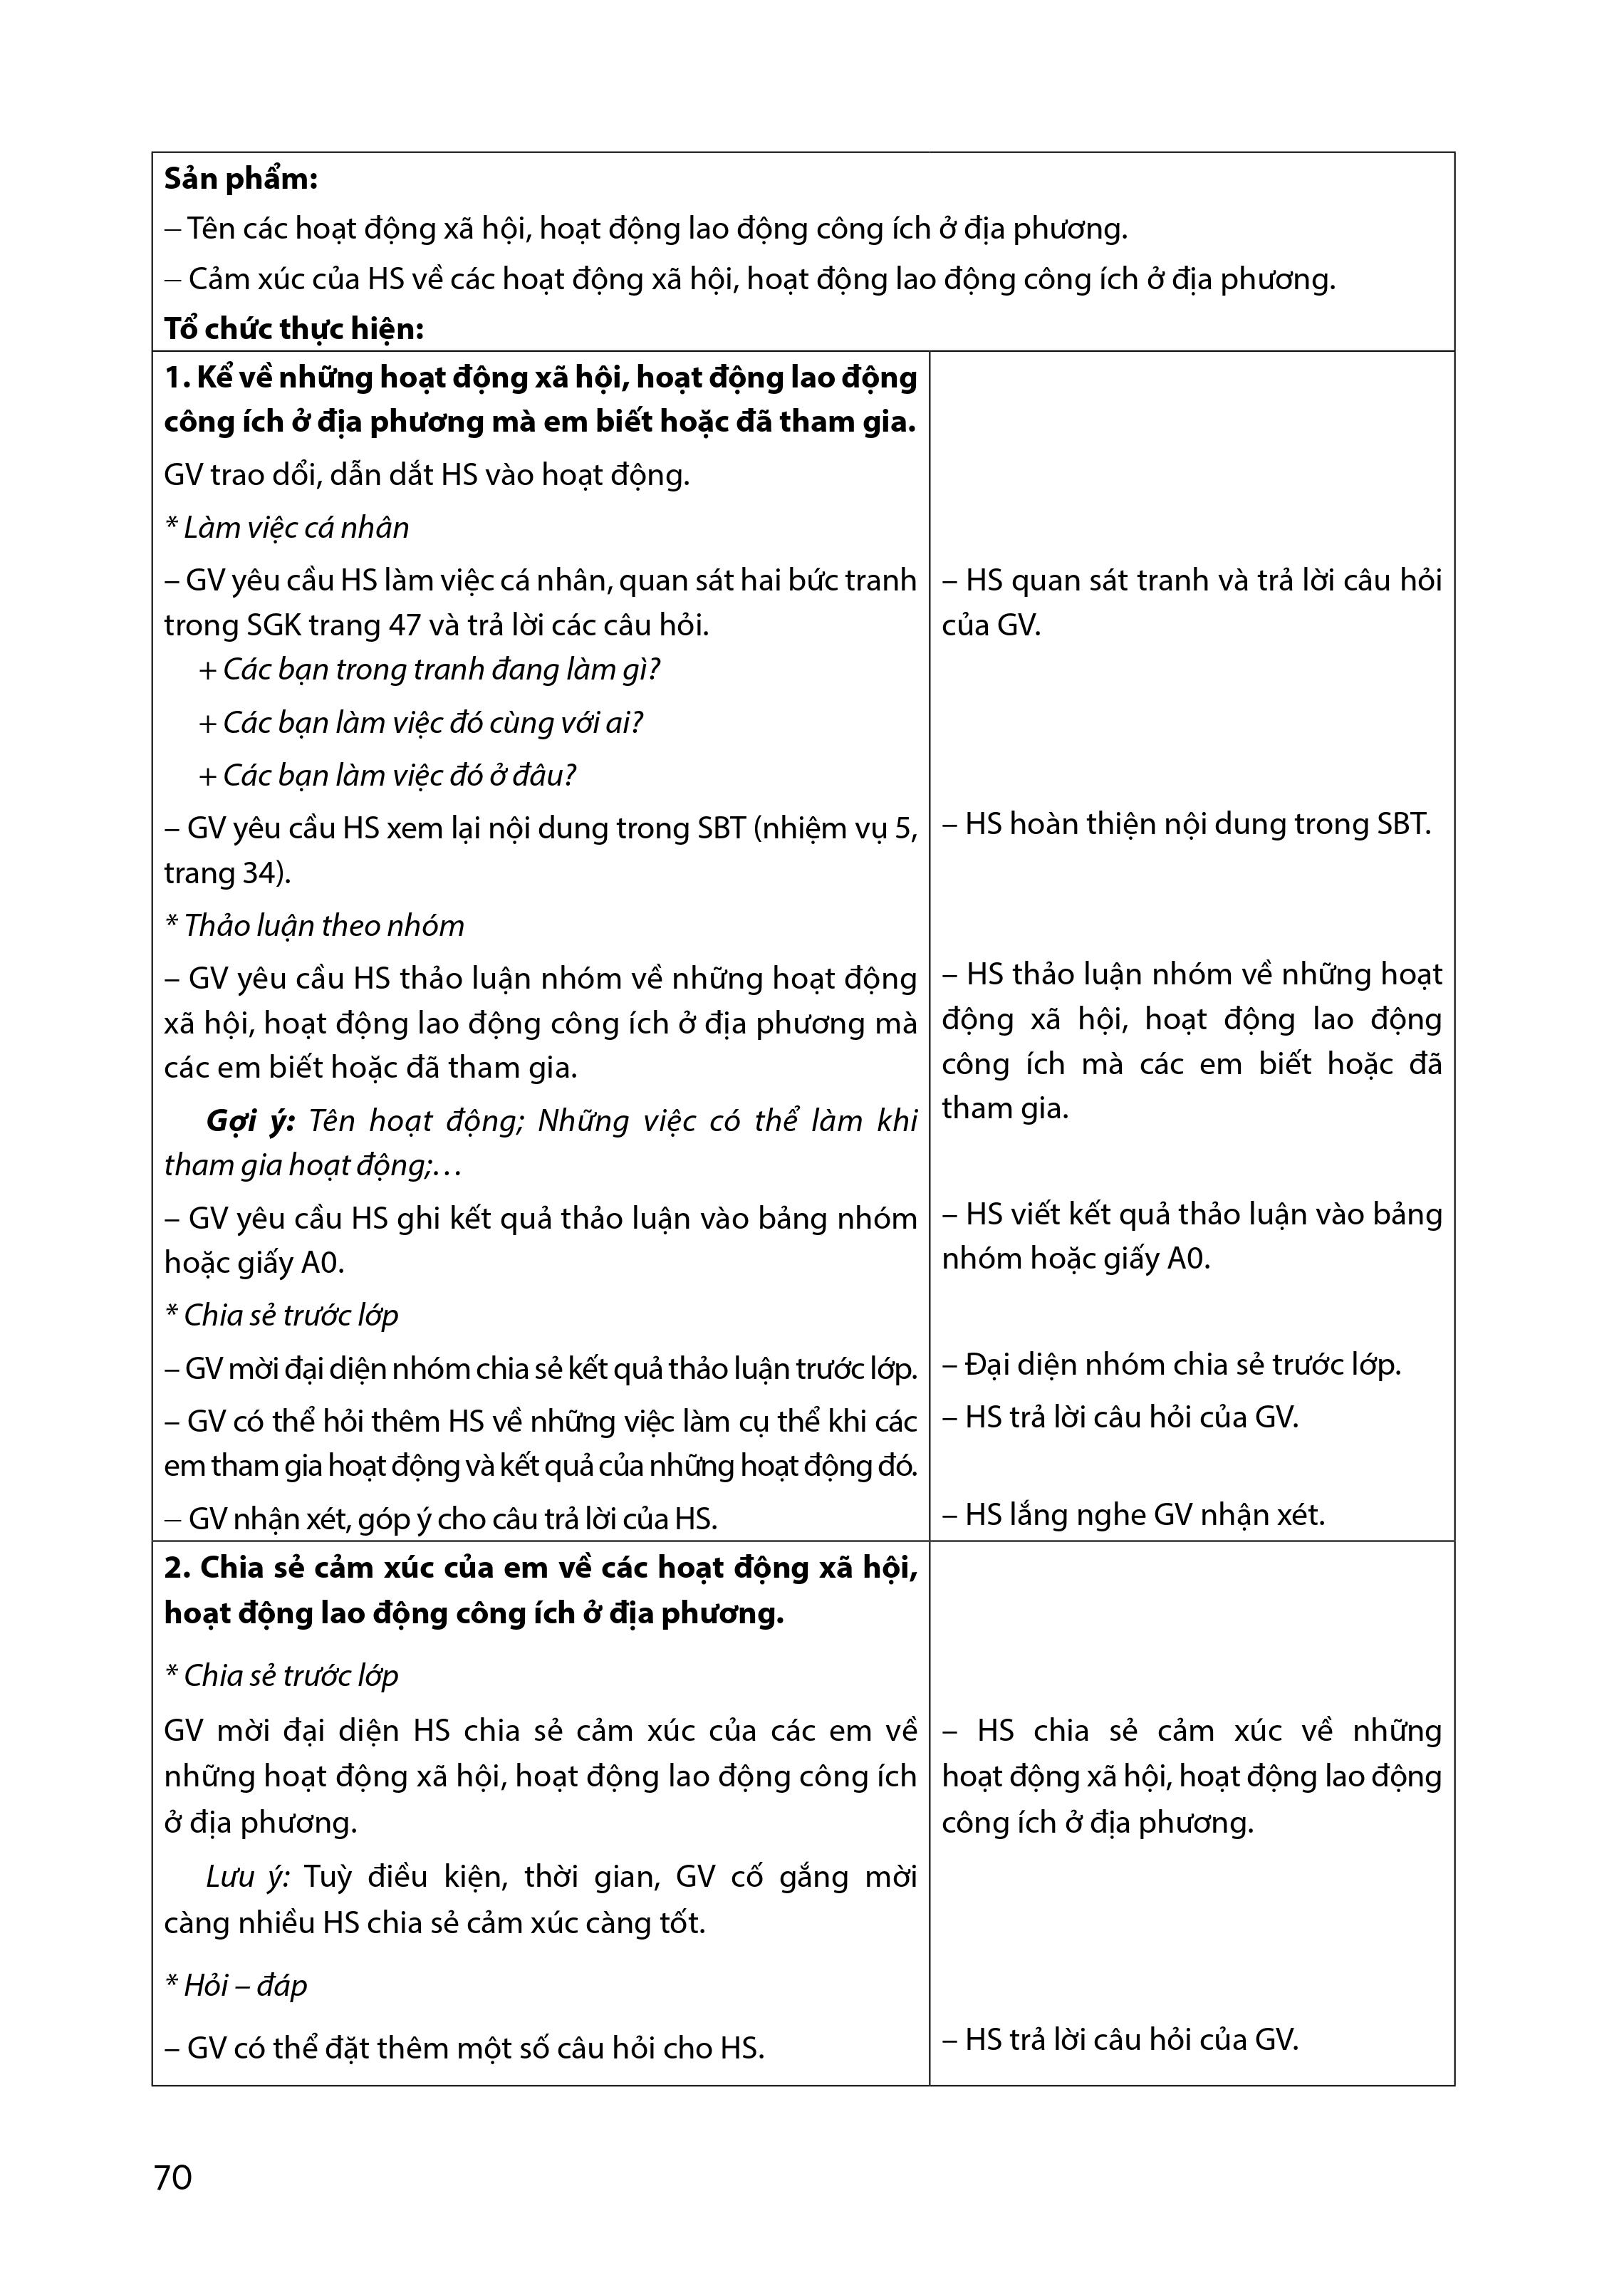 Sản phẩm:
– Tên các hoạt động xã hội, hoạt động lao động công ích ở địa phương.
– Cảm xúc của HS về các hoạt động xã hội, hoạt động lao động công ích ở địa phương.
Tổ chức thực hiện:
1. Kể về những hoạt động xã hội, hoạt động lao động
công ích ở địa phương mà em biết hoặc đã tham gia.
GV trao dổi, dẫn dắt HS vào hoạt động.
* Làm việc cá nhân
– GV yêu cầu HS làm việc cá nhân, quan sát hai bức tranh
trong SGK trang 47 và trả lời các câu hỏi.
+ Các bạn trong tranh đang làm gì?
+ Các bạn làm việc đó cùng với ai?
+ Các bạn làm việc đó ở đâu?
– GV yêu cầu HS xem lại nội dung trong SBT (nhiệm vụ 5,
trang 34).
* Thảo luận theo nhóm
– GV yêu cầu HS thảo luận nhóm về những hoạt động
xã hội, hoạt động lao động công ích ở địa phương mà
các em biết hoặc đã tham gia.
Gợi ý: Tên hoạt động; Những việc có thể làm khi
tham gia hoạt động;…
– GV yêu cầu HS ghi kết quả thảo luận vào bảng nhóm
hoặc giấy A0.
* Chia sẻ trước lớp
– GV mời đại diện nhóm chia sẻ kết quả thảo luận trước lớp.
– GV có thể hỏi thêm HS về những việc làm cụ thể khi các
em tham gia hoạt động và kết quả của những hoạt động đó.
– GV nhận xét, góp ý cho câu trả lời của HS.
– HS quan sát tranh và trả lời câu hỏi
của GV.
– HS hoàn thiện nội dung trong SBT.
– HS thảo luận nhóm về những hoạt
động xã hội, hoạt động lao động
công ích mà các em biết hoặc đã
tham gia.
– HS viết kết quả thảo luận vào bảng
nhóm hoặc giấy A0.
– Đại diện nhóm chia sẻ trước lớp.
– HS trả lời câu hỏi của GV.
– HS lắng nghe GV nhận xét.
2. Chia sẻ cảm xúc của em về các hoạt động xã hội,
hoạt động lao động công ích ở địa phương.
* Chia sẻ trước lớp
GV mời đại diện HS chia sẻ cảm xúc của các em về
những hoạt động xã hội, hoạt động lao động công ích
ở địa phương.
Lưu ý: Tuỳ điều kiện, thời gian, GV cố gắng mời
càng nhiều HS chia sẻ cảm xúc càng tốt.
* Hỏi – đáp
– GV có thể đặt thêm một số câu hỏi cho HS.
– HS chia sẻ cảm xúc về những
hoạt động xã hội, hoạt động lao động
công ích ở địa phương.
– HS trả lời câu hỏi của GV.
70